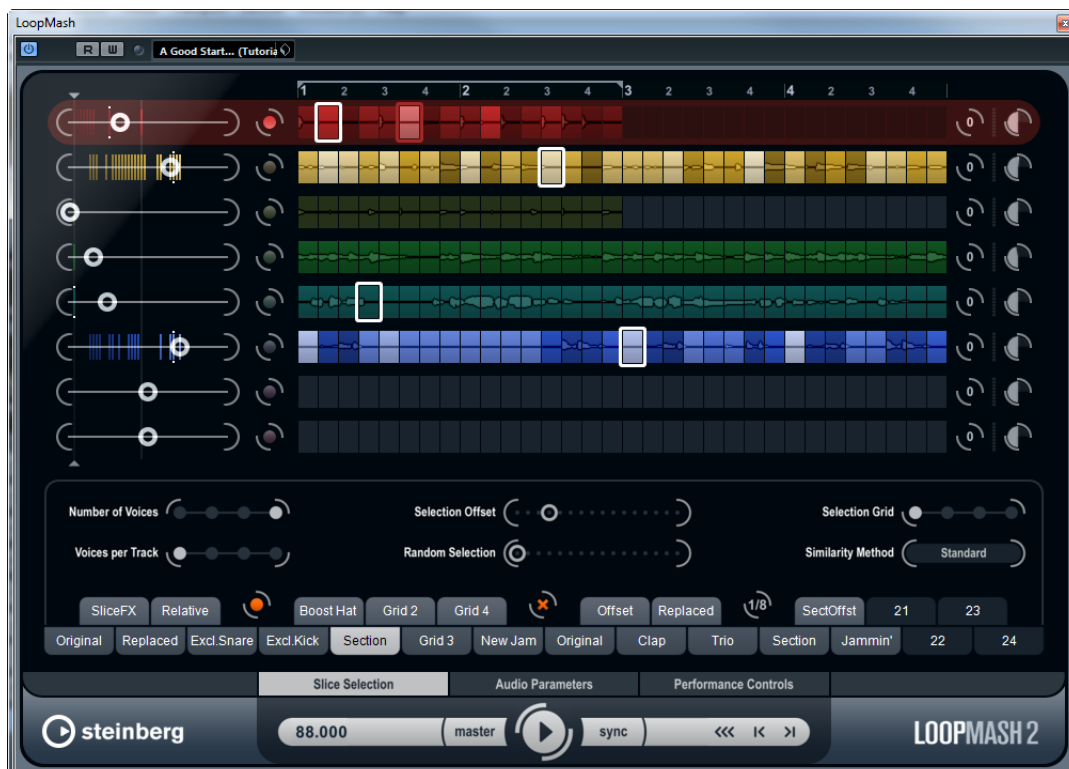 LoopMash
R W A Good Start... (Tutoria
1 2 3 4 2 2 3 4 3 2 3 4 4 2 3 4
0
0
0
0
0
0
0
0
Number of Voices Selection Offset Selection Grid
Voices per Track Random Selection Similarity Method Standard
SliceFX Relative Boost Hat Grid 2 Grid 4 Offset Replaced 1/8 SectOffst 21 23
Original Replaced Excl.Snare Excl.Kick Section Grid 3 New Jam Original Clap Trio Section Jammin' 22 24
Slice Selection Audio Parameters Performance Controls
steinberg 88.000 master sync LOOPMASH 2